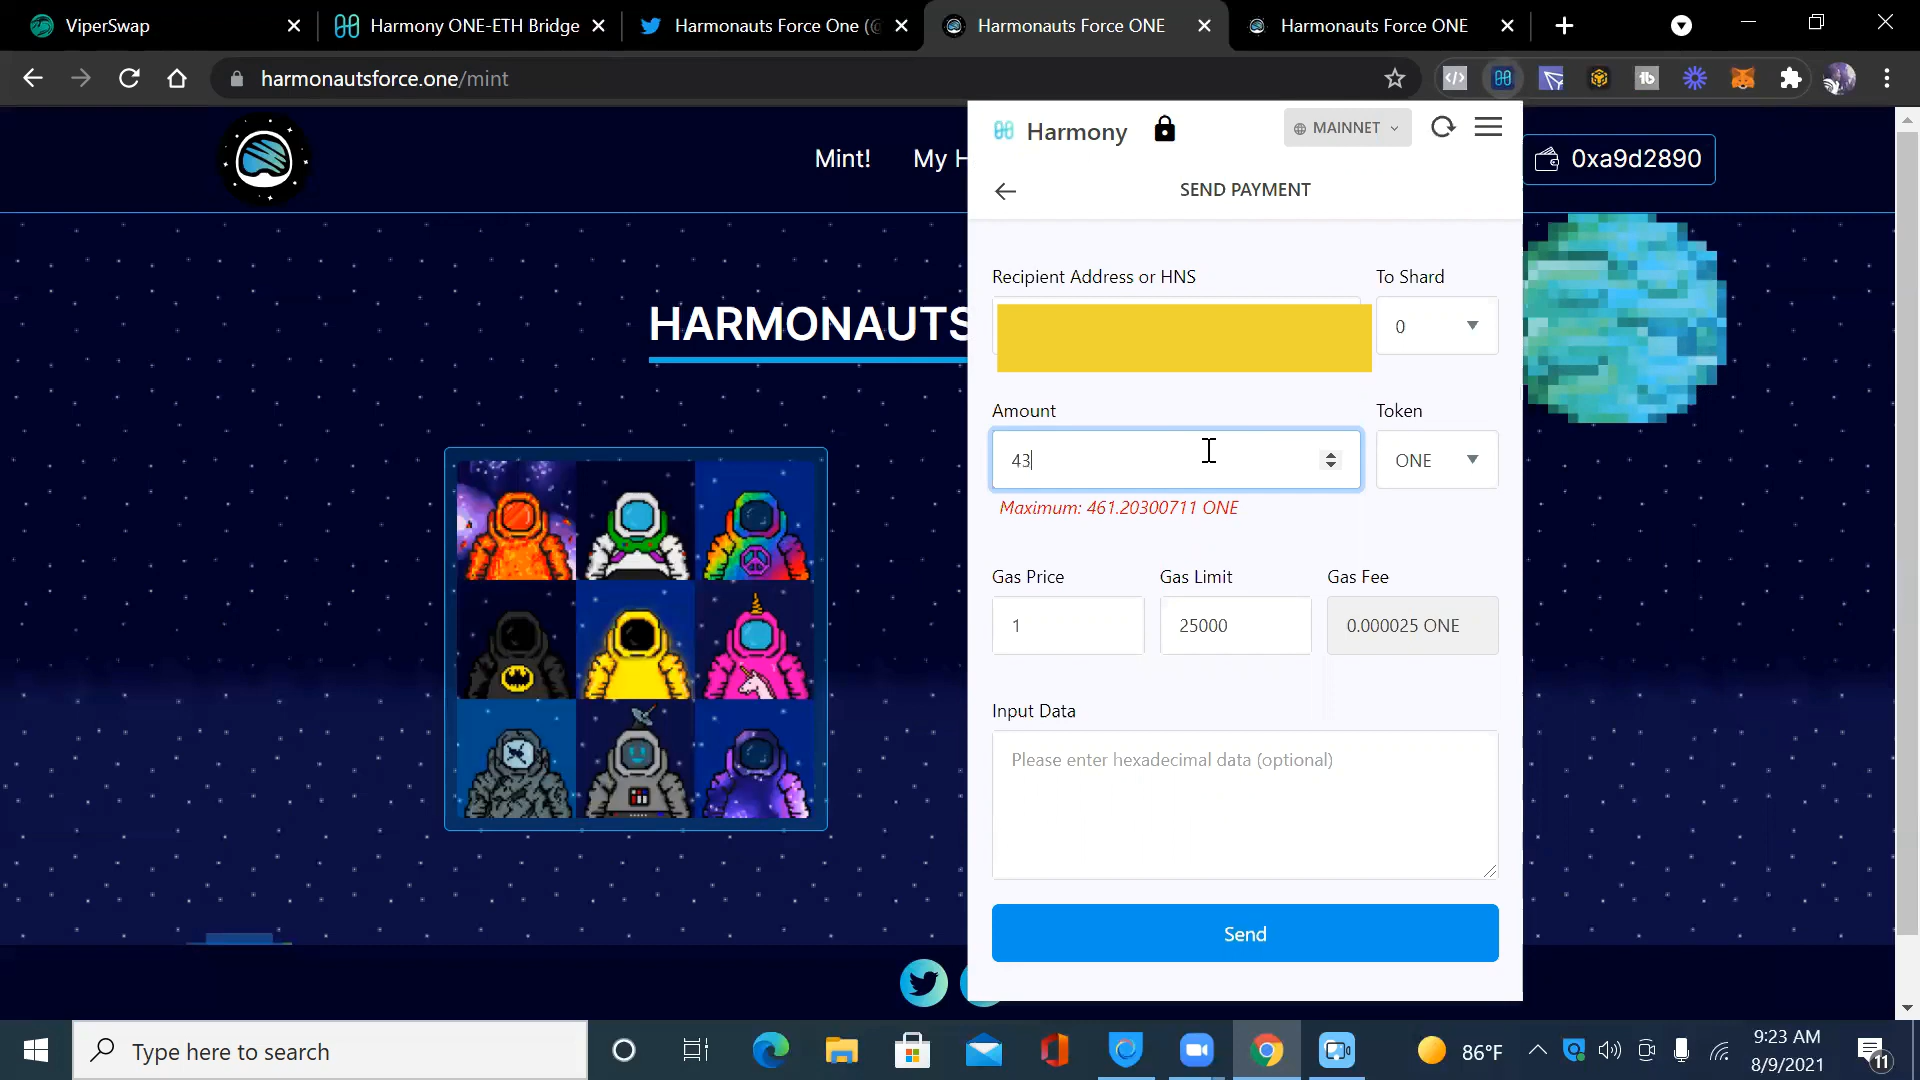 ViperSwap
Harmony ONE-ETH Bridge
Harmonauts Force One (@
Harmonauts Force ONE
Harmonauts Force ONE
harmonautsforce.one/mint
Mint!
My H
0xa9d2890
HARMONAUTS
Harmony
MAINNET
SEND PAYMENT
Recipient Address or HNS
To Shard
0
Amount
Token
43
ONE
Maximum: 461.20300711 ONE
Gas Price
Gas Limit
Gas Fee
1
25000
0.000025 ONE
Input Data
Please enter hexadecimal data (optional)
Send
Type here to search
86°F
9:23 AM
8/9/2021
11